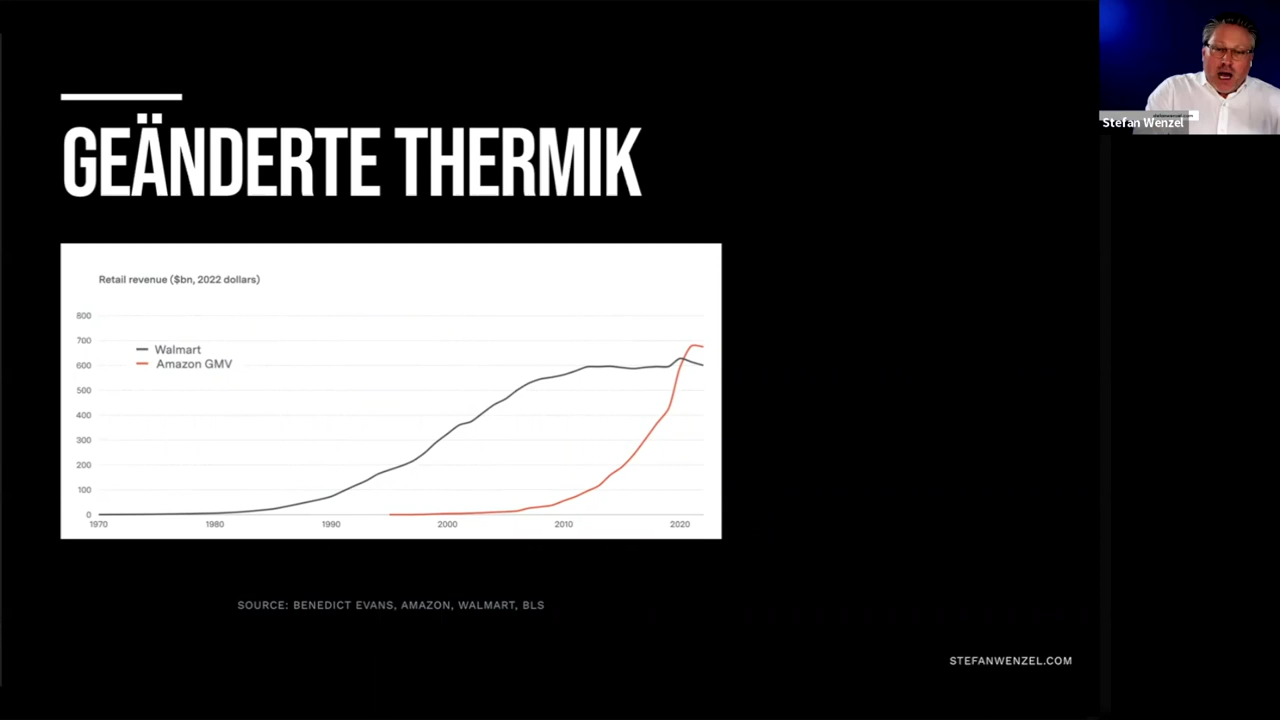 GEÄNDERTE THERMIK
Retail revenue ($bn, 2022 dollars)
800
700
600
500
400
300
200
100
0
Walmart
Amazon GMV
1970 1980 1990 2000 2010 2020
SOURCE: BENEDICT EVANS, AMAZON, WALMART, BLS
STEFANWENZEL.COM
Stefan Wenzel